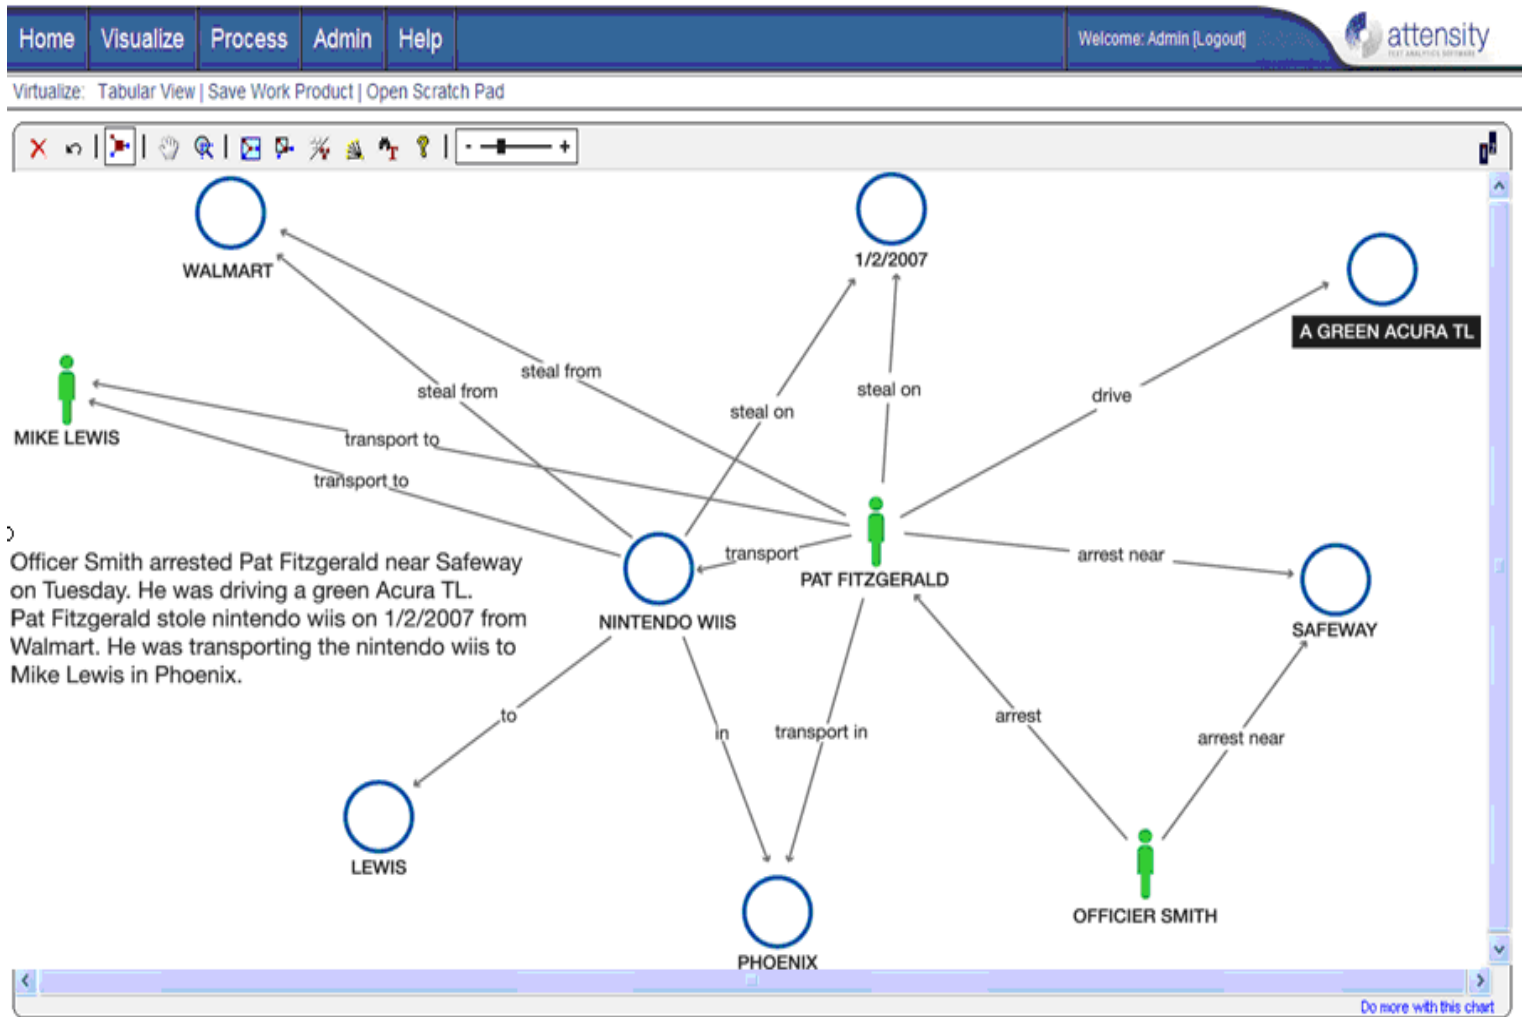 Home Visualize Process Admin Help Welcome: Admin [Logout] attensity
TEXT ANALYTICS SOFTWARE
Virtualize: Tabular View | Save Work Product | Open Scratch Pad
- +
WALMART
1/2/2007
A GREEN ACURA TL
steal from
steal from
steal on
steal on
drive
MIKE LEWIS
transport to
transport to
transport
arrest near
PAT FITZGERALD
NINTENDO WIIS
SAFEWAY
Officer Smith arrested Pat Fitzgerald near Safeway
on Tuesday. He was driving a green Acura TL.
Pat Fitzgerald stole nintendo wiis on 1/2/2007 from
Walmart. He was transporting the nintendo wiis to
Mike Lewis in Phoenix.
to
in
transport in
arrest
arrest near
LEWIS
OFFICIER SMITH
PHOENIX
Do more with this chart